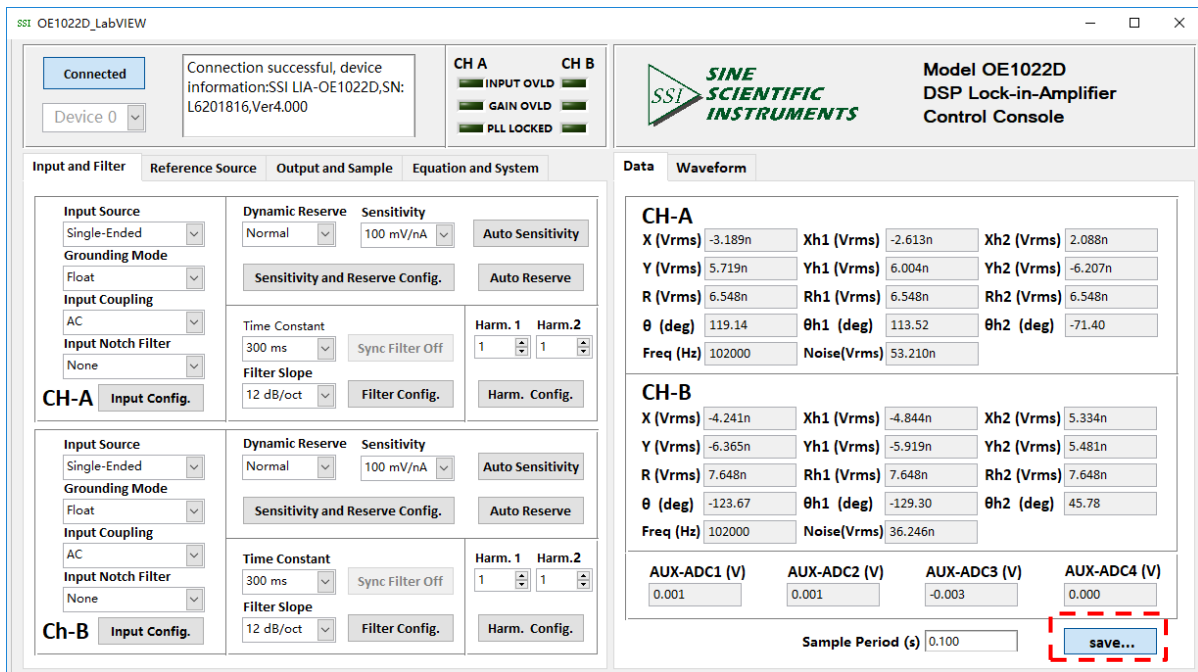 SSI OE1022D_LabVIEW
Connected
Device 0
Connection successful, device
information:SSI LIA-OE1022D,SN:
L6201816,Ver4.000
CH A CH B
INPUT OVLD
GAIN OVLD
PLL LOCKED
SSI
SINE
SCIENTIFIC
INSTRUMENTS
Model OE1022D
DSP Lock-in-Amplifier
Control Console
Input and Filter Reference Source Output and Sample Equation and System
Input Source
Single-Ended
Grounding Mode
Float
Input Coupling
AC
Input Notch Filter
None
CH-A Input Config.
Dynamic Reserve Sensitivity
Normal 100 mV/nA Auto Sensitivity
Sensitivity and Reserve Config. Auto Reserve
Time Constant
300 ms Sync Filter Off
Filter Slope
12 dB/oct Filter Config.
Harm. 1 Harm.2
1 1
Harm. Config.
Input Source
Single-Ended
Grounding Mode
Float
Input Coupling
AC
Input Notch Filter
None
Ch-B Input Config.
Dynamic Reserve Sensitivity
Normal 100 mV/nA Auto Sensitivity
Sensitivity and Reserve Config. Auto Reserve
Time Constant
300 ms Sync Filter Off
Filter Slope
12 dB/oct Filter Config.
Harm. 1 Harm.2
1 1
Harm. Config.
Data Waveform
CH-A
X (Vrms) -3.189n Xh1 (Vrms) -2.613n Xh2 (Vrms) 2.088n
Y (Vrms) 5.719n Yh1 (Vrms) 6.004n Yh2 (Vrms) -6.207n
R (Vrms) 6.548n Rh1 (Vrms) 6.548n Rh2 (Vrms) 6.548n
θ (deg) 119.14 θh1 (deg) 113.52 θh2 (deg) -71.40
Freq (Hz) 102000 Noise(Vrms) 53.210n
CH-B
X (Vrms) -4.241n Xh1 (Vrms) -4.844n Xh2 (Vrms) 5.334n
Y (Vrms) -6.365n Yh1 (Vrms) -5.919n Yh2 (Vrms) 5.481n
R (Vrms) 7.648n Rh1 (Vrms) 7.648n Rh2 (Vrms) 7.648n
θ (deg) -123.67 θh1 (deg) -129.30 θh2 (deg) 45.78
Freq (Hz) 102000 Noise(Vrms) 36.246n
AUX-ADC1 (V) AUX-ADC2 (V) AUX-ADC3 (V) AUX-ADC4 (V)
0.001 0.001 -0.003 0.000
Sample Period (s) 0.100 save...